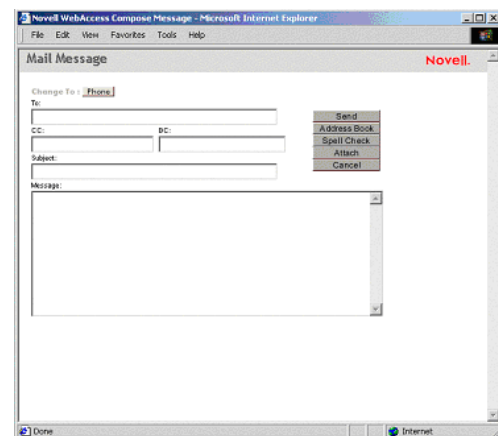 Novell WebAccess Compose Message - Microsoft Internet Explorer
File Edit View Favorites Tools Help
Mail Message
Novell.
Change To : Phone
To:
Send
Address Book
CC: BC:
Spell Check
Attach
Subject:
Cancel
Message:
Done Internet